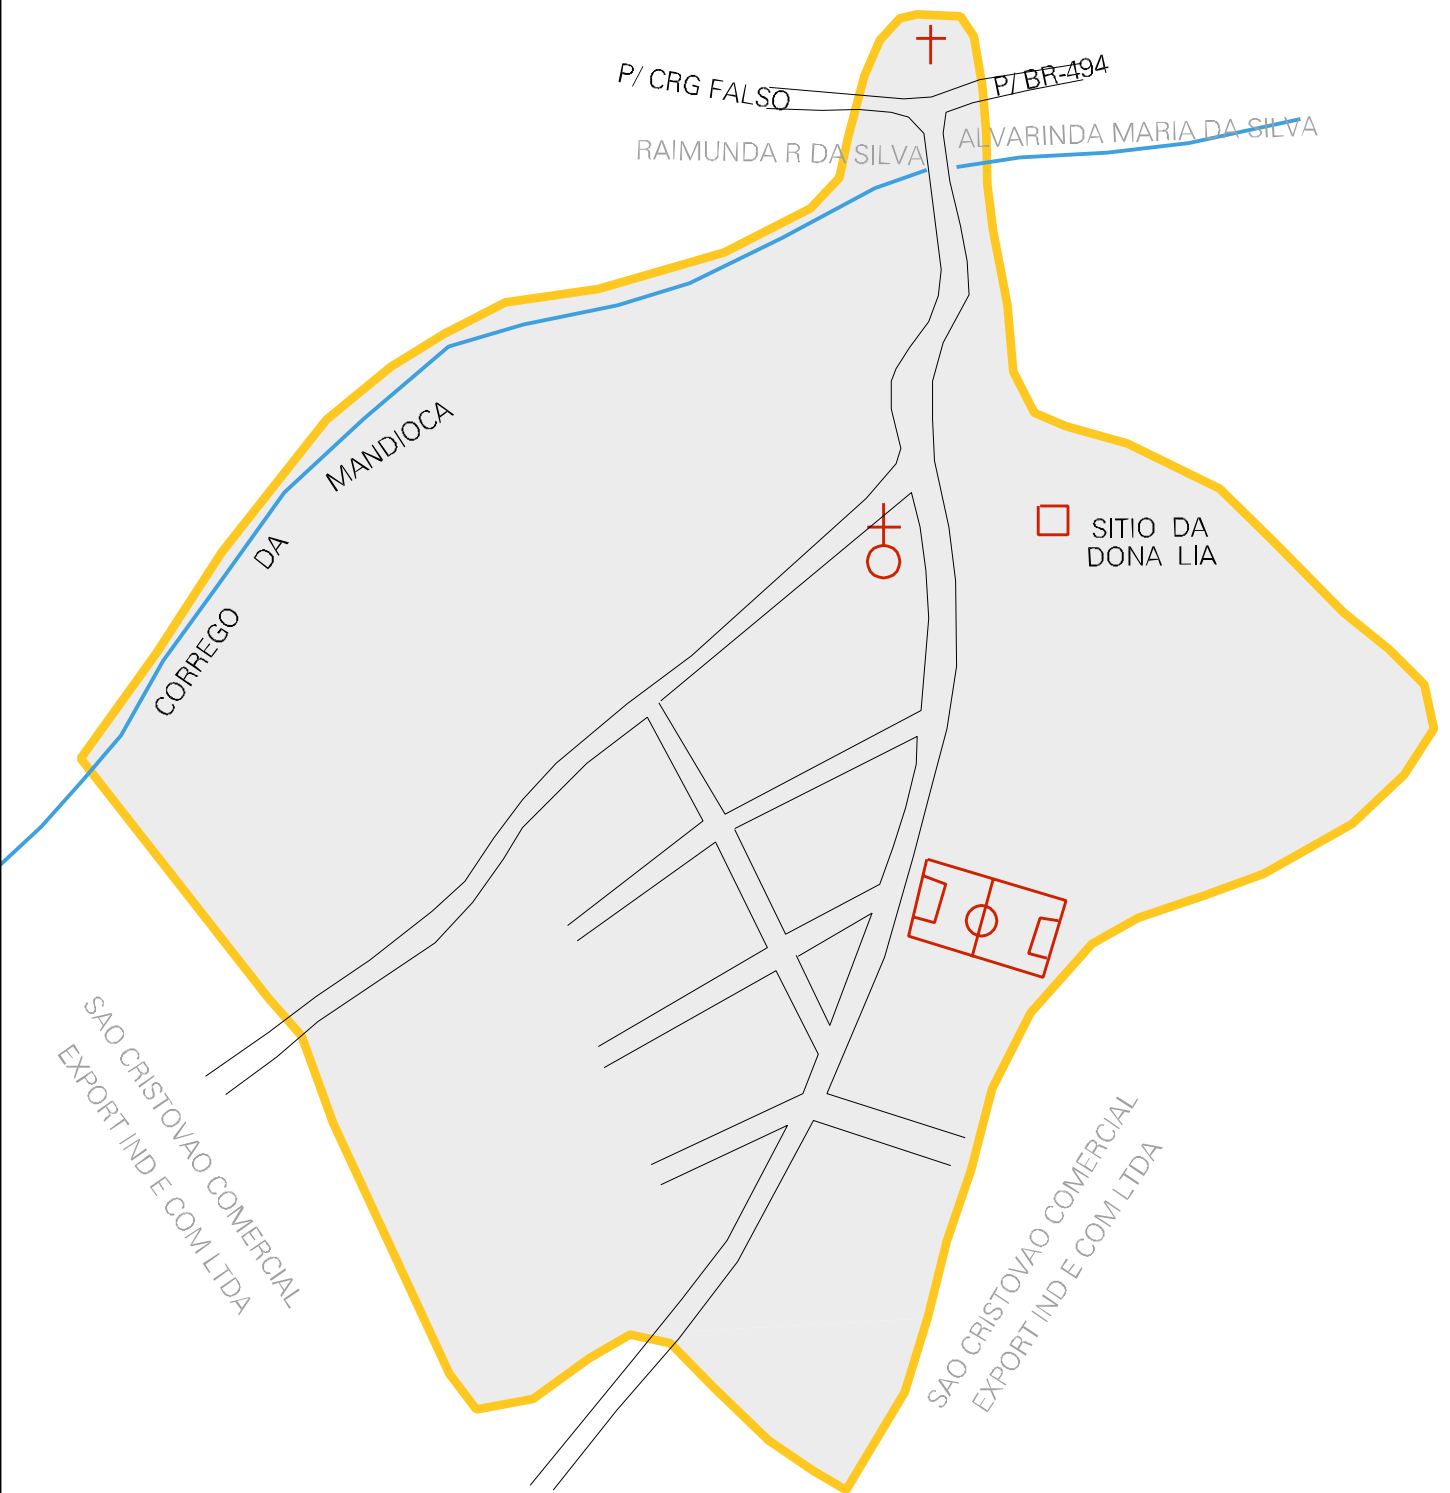 P/ CRG FALSO
P/ BR-494
RAIMUNDA R DA SILVA
ALVARINDA MARIA DA SILVA
CORREGO DA MANDIOCA
SITIO DA
DONA LIA
SAO CRISTOVAO COMERCIAL
EXPORT IND E COM LTDA
SAO CRISTOVAO COMERCIAL
EXPORT IND E COM LTDA